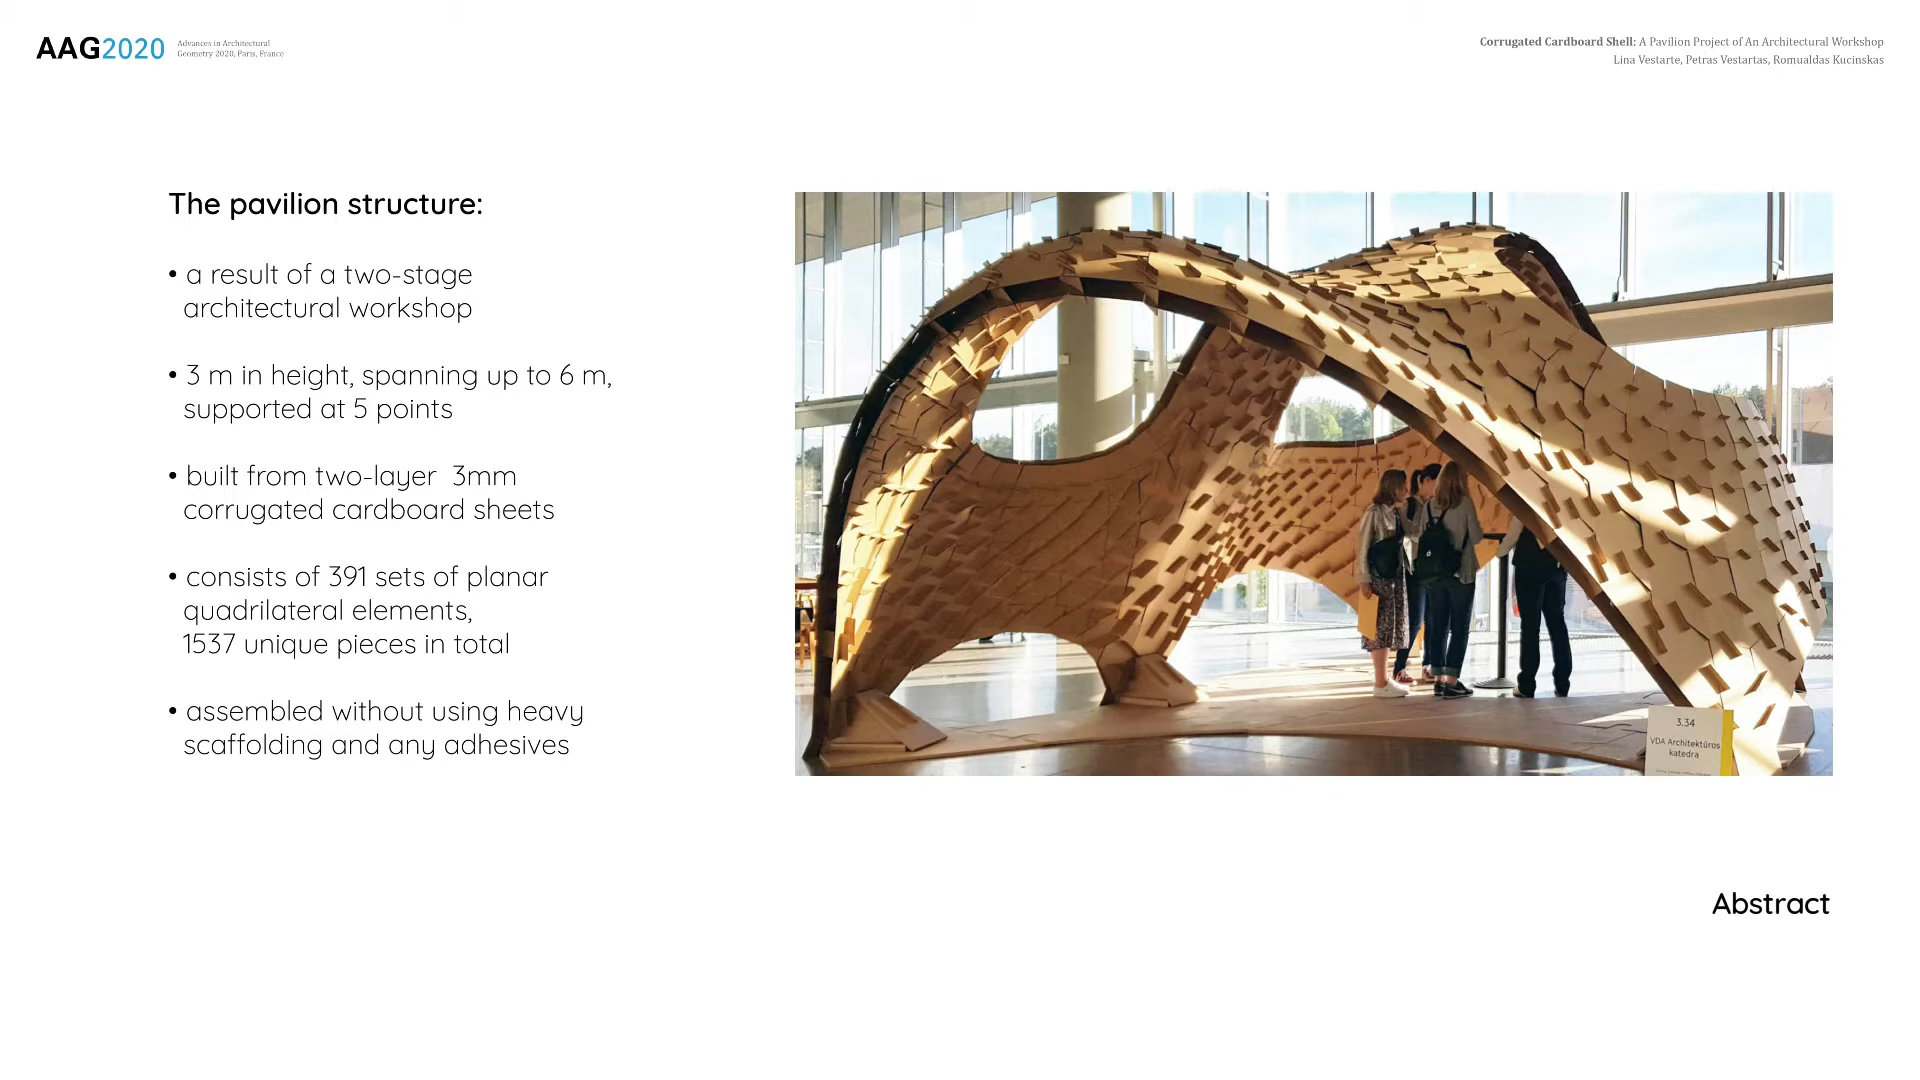 AAG2020
Advances in Architectural
Geometry 2020, Paris, France
Corrugated Cardboard Shell: A Pavilion Project of An Architectural Workshop
Lina Vestarte, Petras Vestartas, Romualdas Kucinskas
The pavilion structure:
• a result of a two-stage
architectural workshop
• 3 m in height, spanning up to 6 m,
supported at 5 points
• built from two-layer 3mm
corrugated cardboard sheets
• consists of 391 sets of planar
quadrilateral elements,
1537 unique pieces in total
• assembled without using heavy
scaffolding and any adhesives
3.34
VDA Architektūros
katedra
Abstract